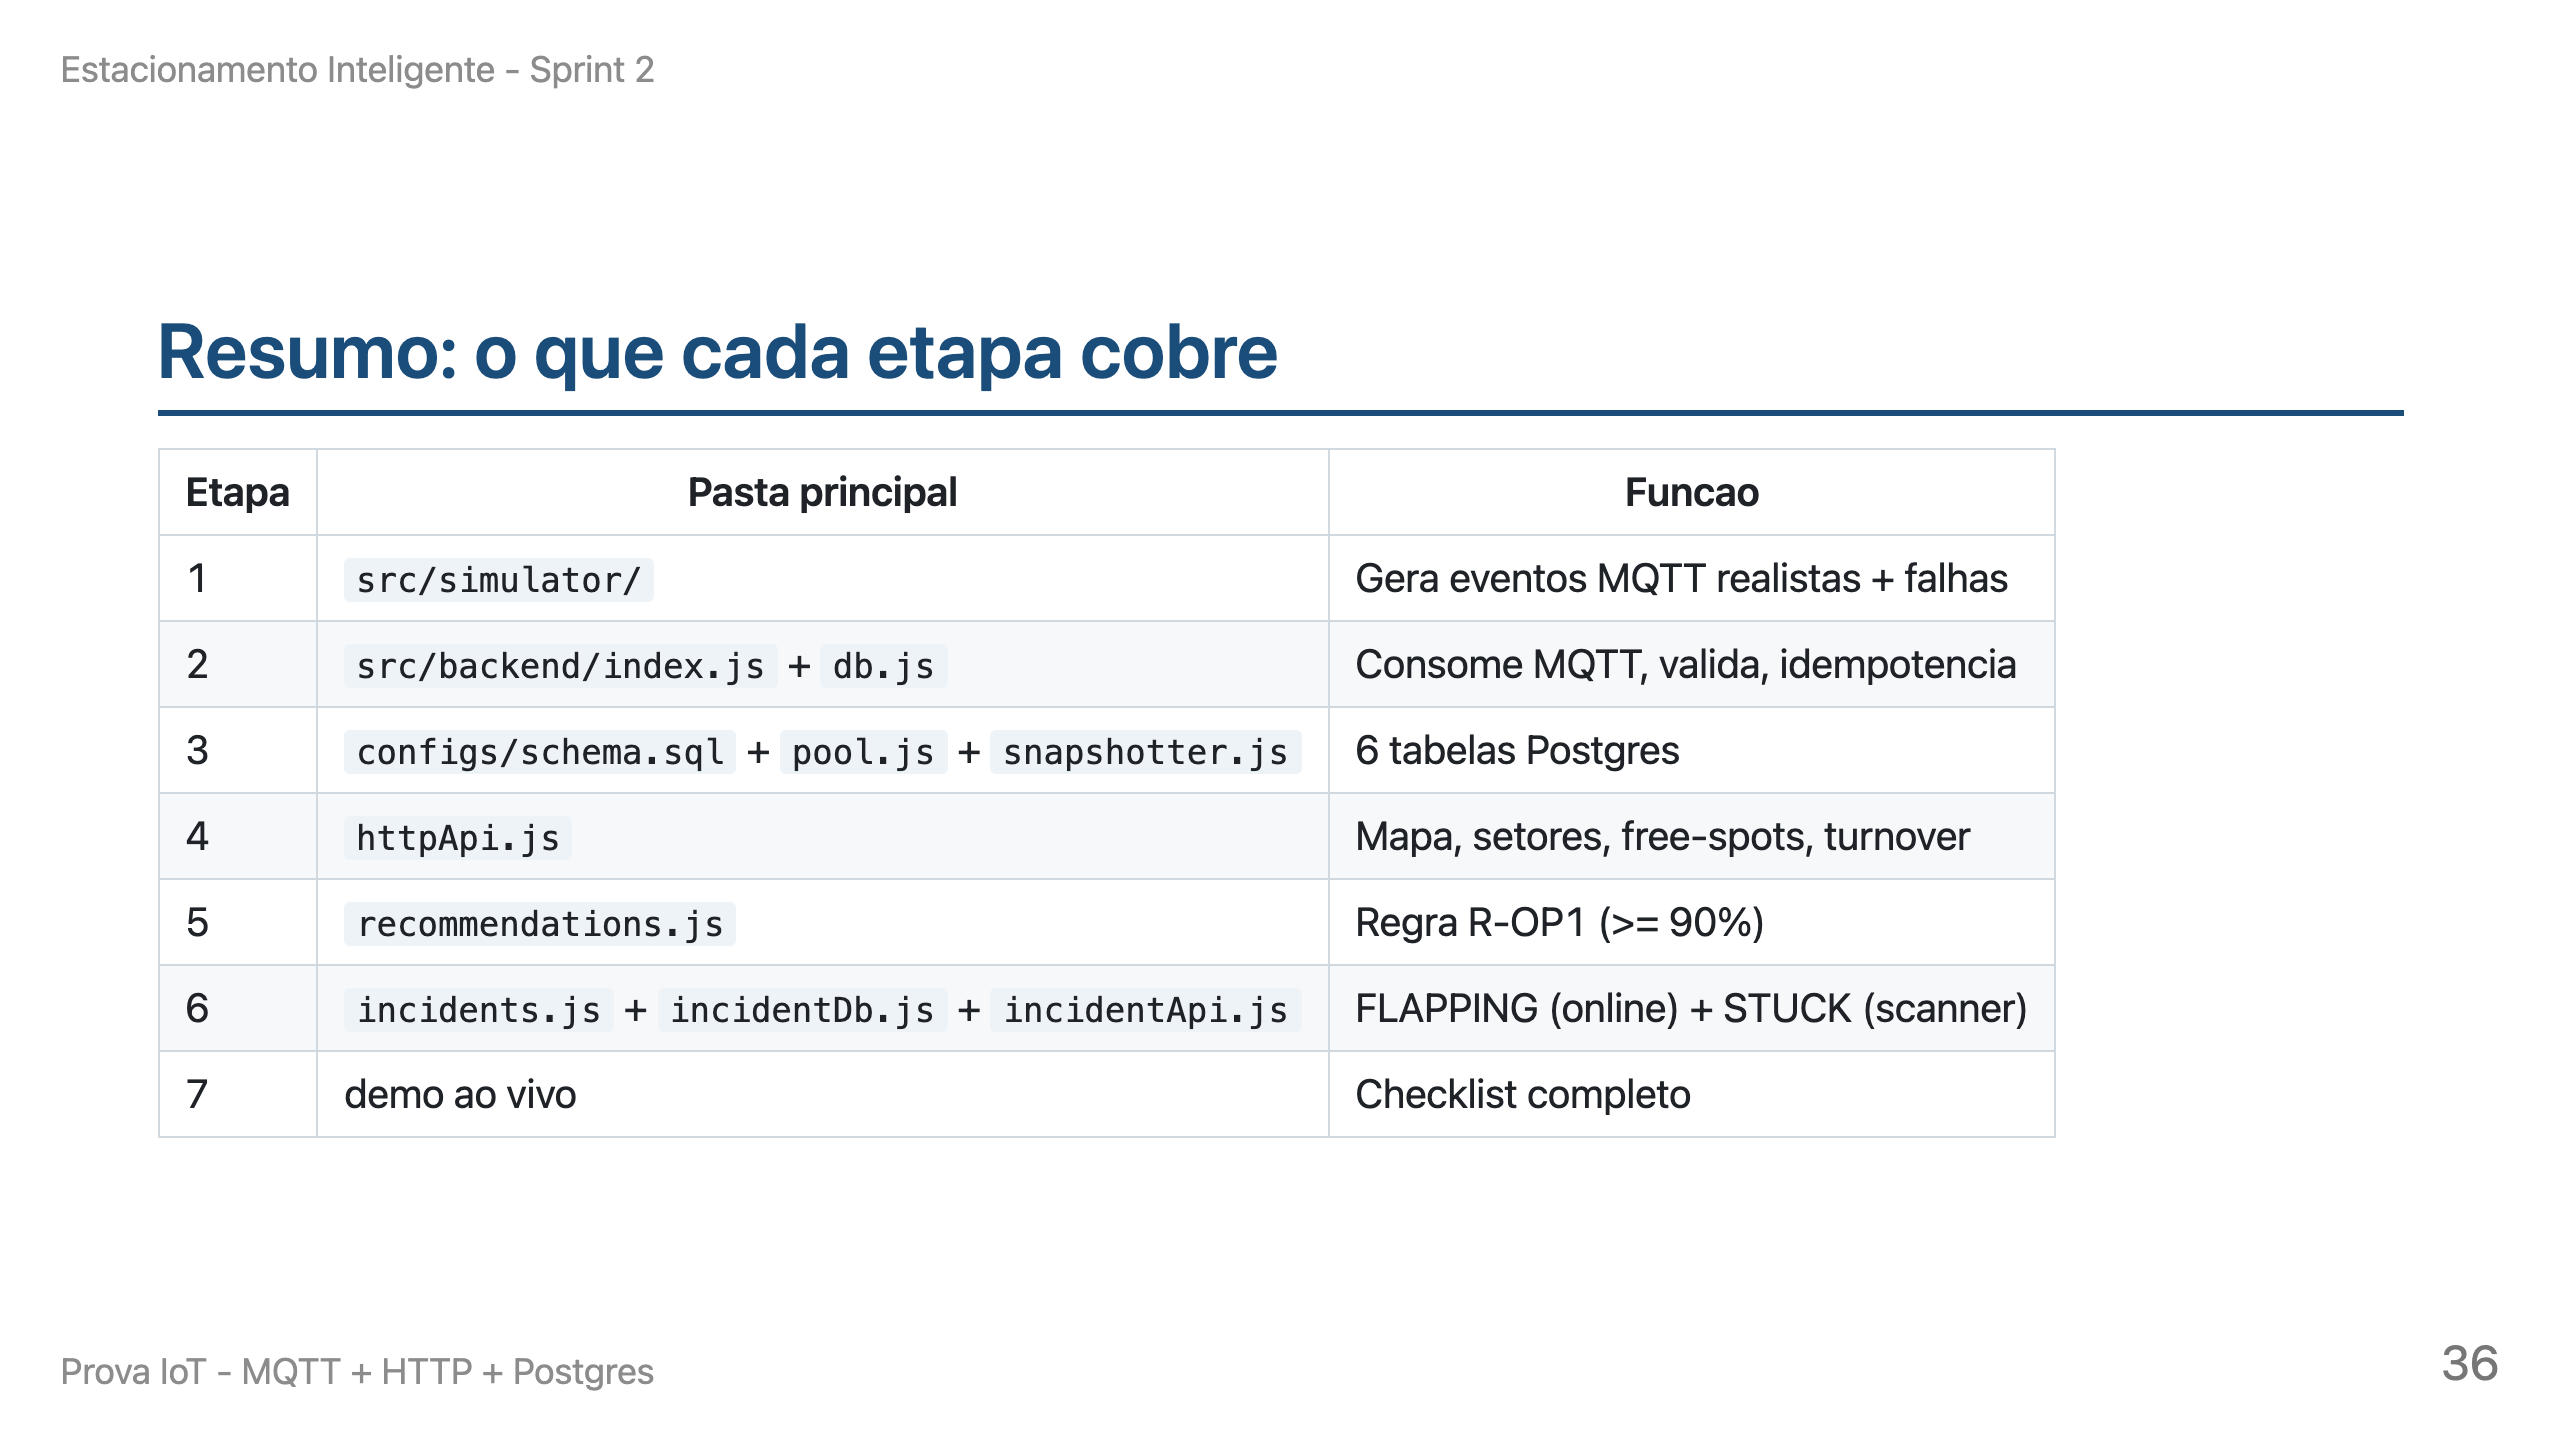 Estacionamento Inteligente - Sprint 2
Resumo: o que cada etapa cobre
Etapa Pasta principal Funcao
1 src/simulator/ Gera eventos MQTT realistas + falhas
2 src/backend/index.js + db.js Consome MQTT, valida, idempotencia
3 configs/schema.sql + pool.js + snapshotter.js 6 tabelas Postgres
4 httpApi.js Mapa, setores, free-spots, turnover
5 recommendations.js Regra R-OP1 (>= 90%)
6 incidents.js + incidentDb.js + incidentApi.js FLAPPING (online) + STUCK (scanner)
7 demo ao vivo Checklist completo
Prova IoT - MQTT + HTTP + Postgres
36